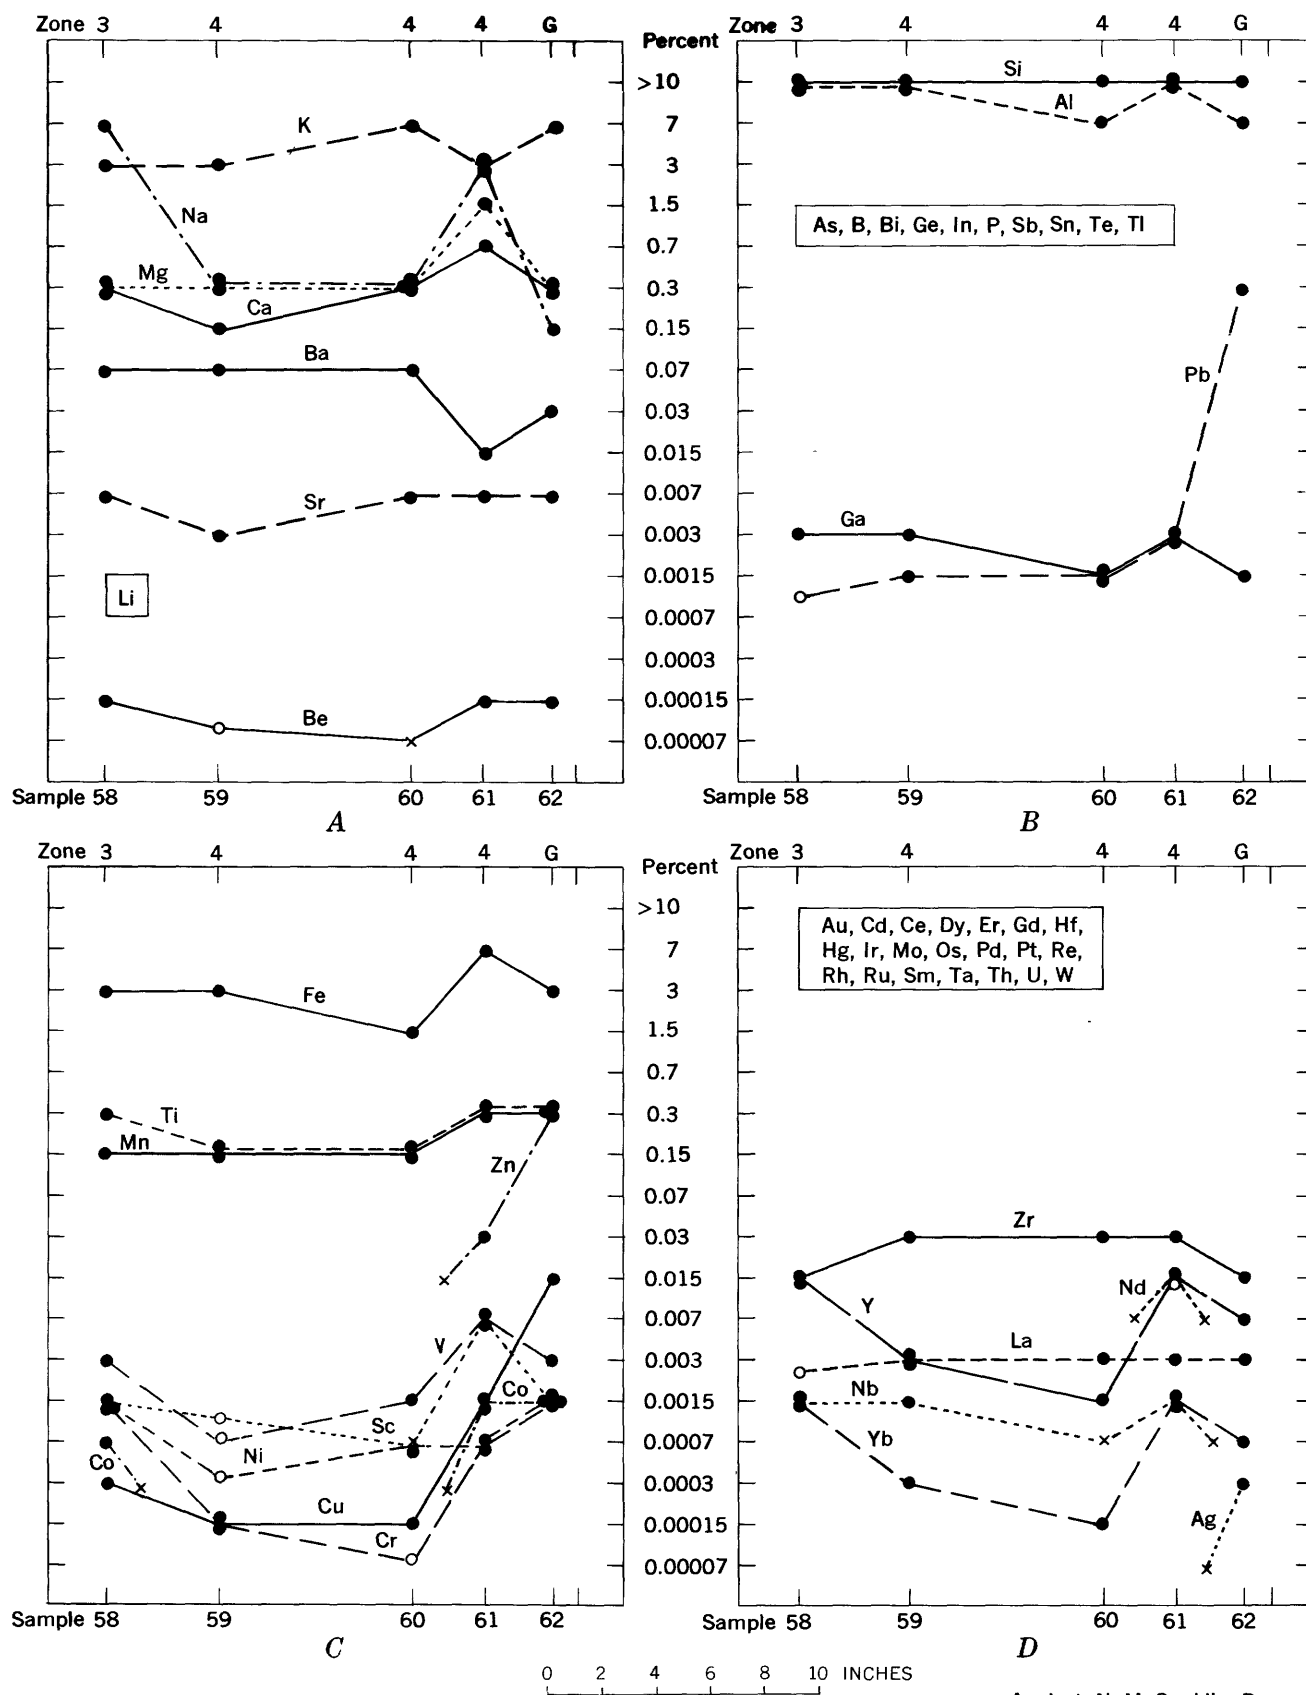 Zone 3 4 4 4 G Percent Zone 3 4 4 4 G
>10
7
3
1.5
0.7
0.3
0.15
0.07
0.03
0.015
0.007
0.003
0.0015
0.0007
0.0003
0.00015
0.00007
K
Na
Mg
Ca
Ba
Sr
Li
Be
Sample 58 59 60 61 62
A
Si
Al
As, B, Bi, Ge, In, P, Sb, Sn, Te, Tl
Pb
Ga
Sample 58 59 60 61 62
B
Zone 3 4 4 4 G Percent Zone 3 4 4 4 G
>10
7
3
1.5
0.7
0.3
0.15
0.07
0.03
0.015
0.007
0.003
0.0015
0.0007
0.0003
0.00015
0.00007
Fe
Ti
Mn
Zn
V
Co
Sc
Ni
Co
Cu
Cr
Sample 58 59 60 61 62
C
Au, Cd, Ce, Dy, Er, Gd, Hf,
Hg, Ir, Mo, Os, Pd, Pt, Re,
Rh, Ru, Sm, Ta, Th, U, W
Zr
Nd
Y
La
Nb
Yb
Ag
Sample 58 59 60 61 62
D
0 2 4 6 8 10 INCHES